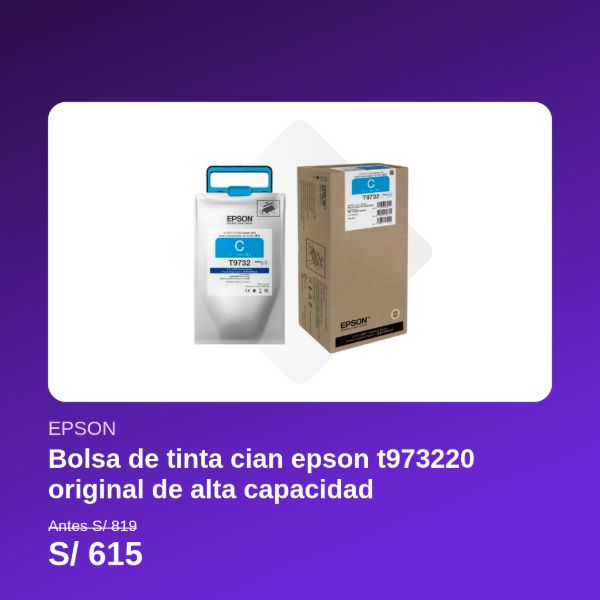 EPSON
C
T9732
C
T9732
EPSON
EPSON
Bolsa de tinta cian epson t973220
original de alta capacidad
Antes S/ 819
S/ 615